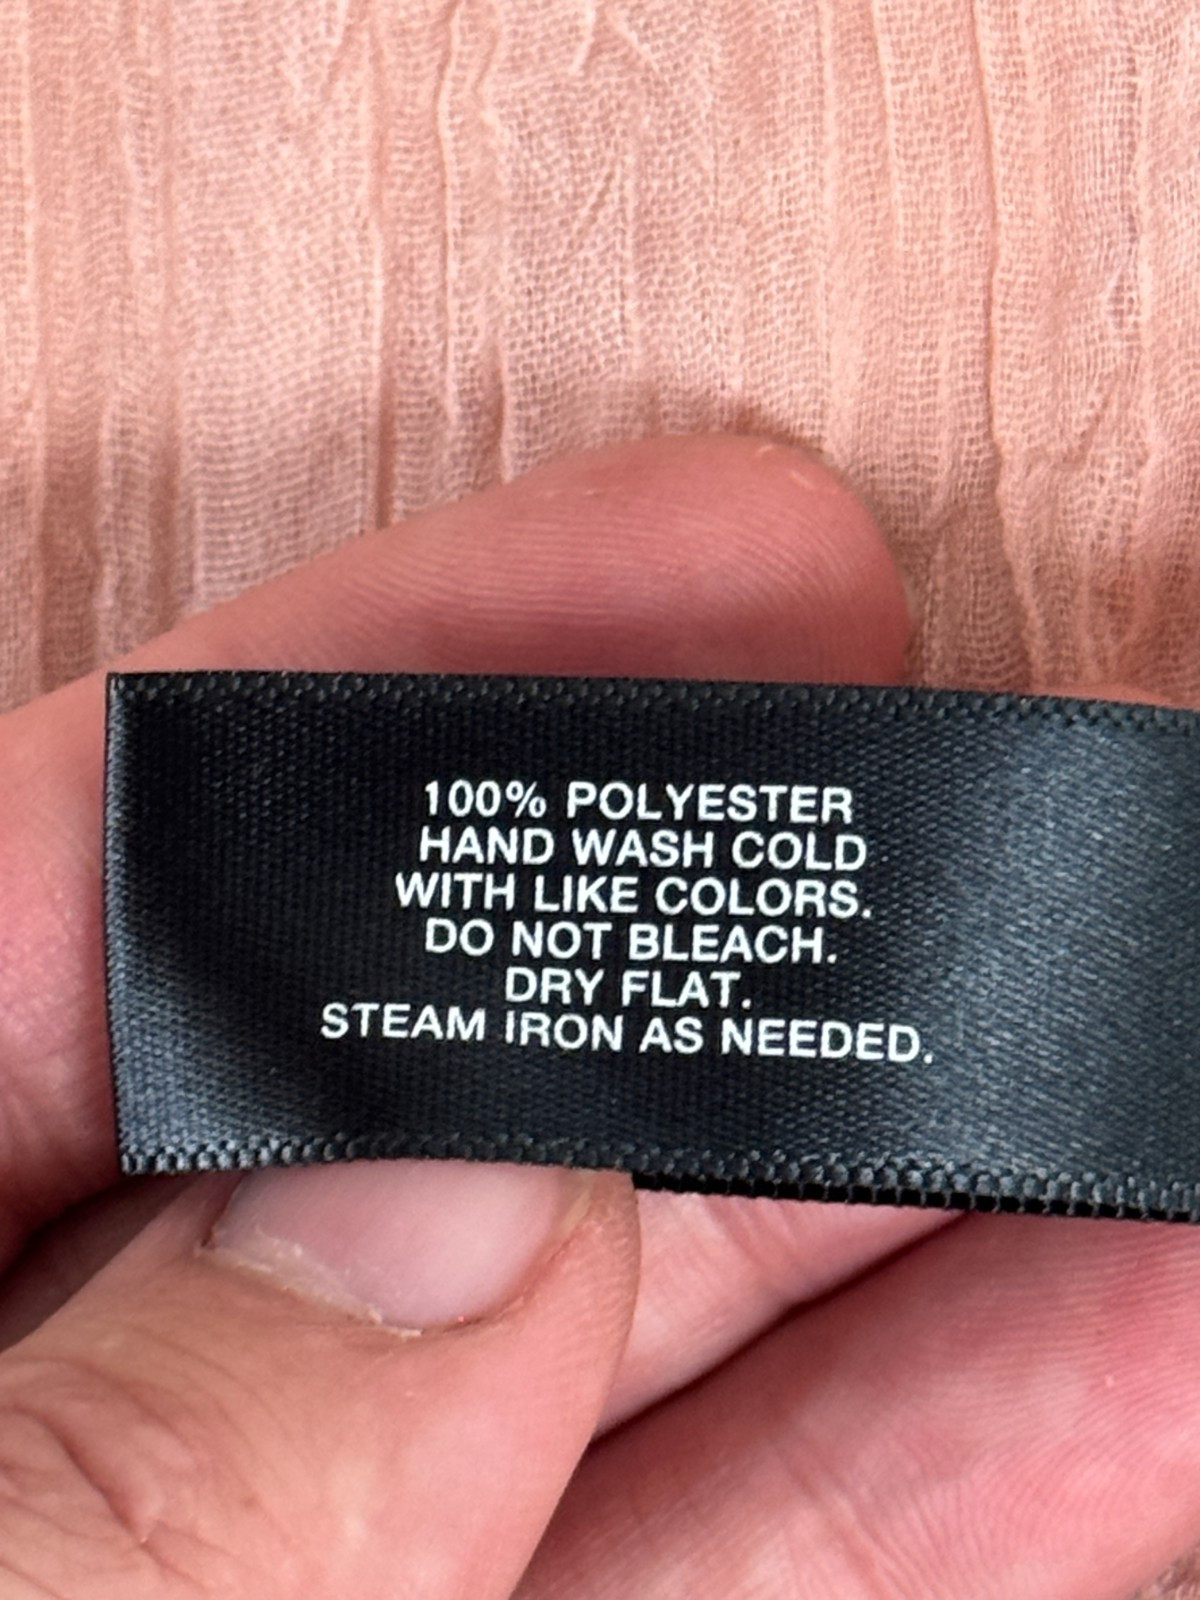 100% POLYESTER
HAND WASH COLD
WITH LIKE COLORS.
DO NOT BLEACH.
DRY FLAT.
STEAM IRON AS NEEDED.